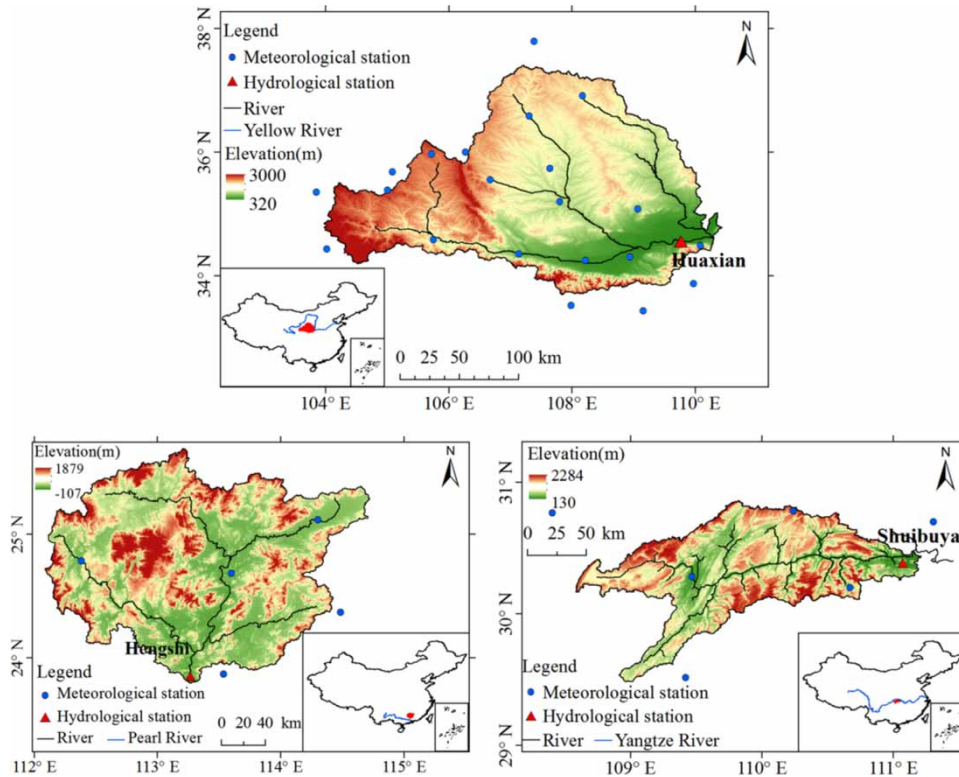 38° N
36° N
34° N
N
Legend
Meteorological station
Hydrological station
River
Yellow River
Elevation(m)
3000
320
Huaxian
0 25 50 100 km
104° E 106° E 108° E 110° E
Elevation(m)
1879
-107
N
25° N
24° N
Hengshi
Legend
Meteorological station
Hydrological station
River Pearl River
0 20 40 km
112° E 113° E 114° E 115° E
Elevation(m)
2284
130
0 25 50 km
N
31° N
30° N
29° N
Shuibuya
Legend
Meteorological station
Hydrological station
River Yangtze River
109° E 110° E 111° E